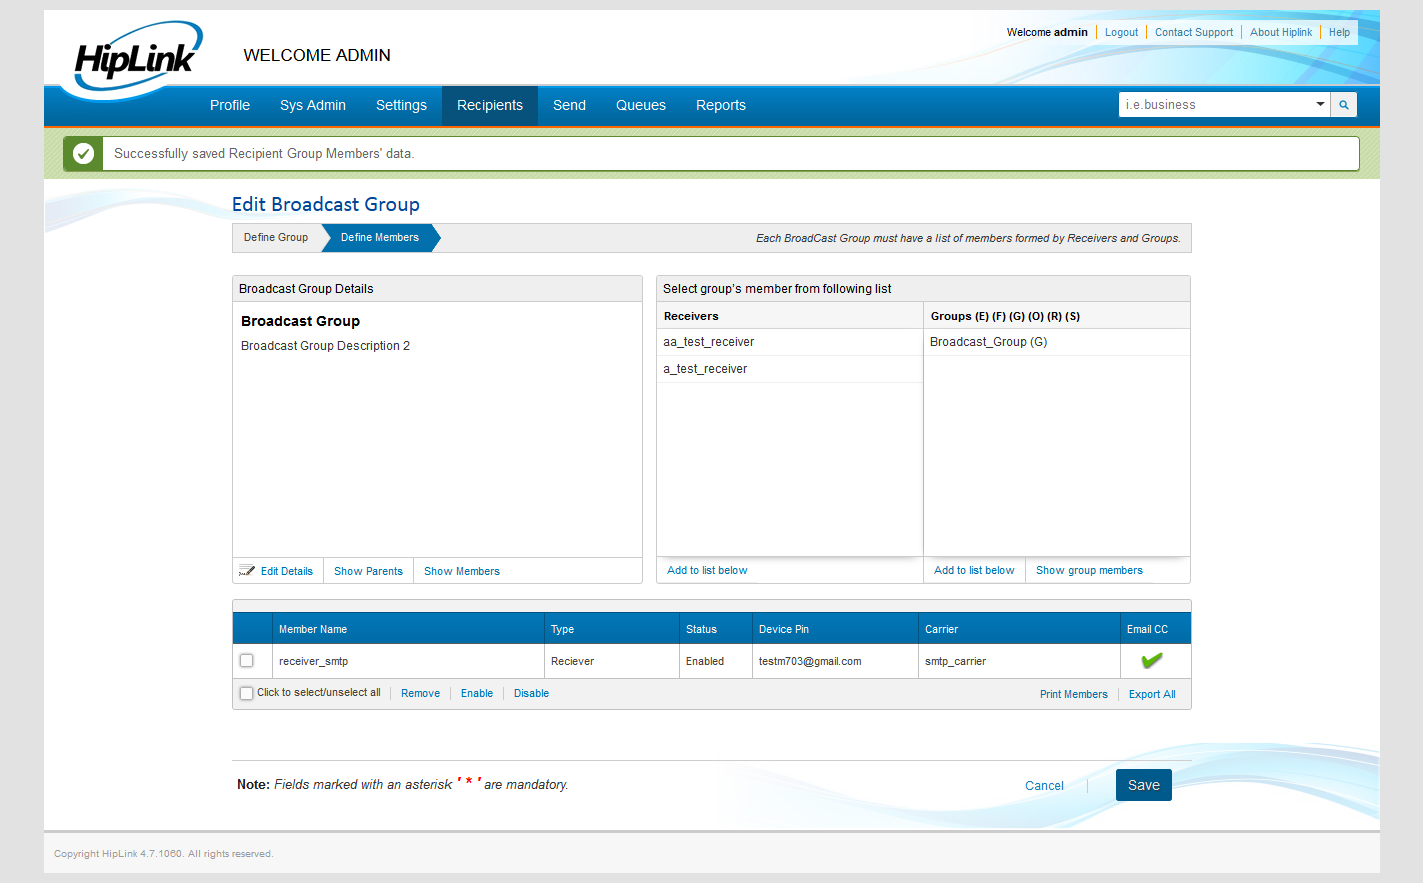 Welcome admin Logout Contact Support About Hiplink Help
HipLink
WELCOME ADMIN
Profile Sys Admin Settings Recipients Send Queues Reports i.e.business
Successfully saved Recipient Group Members' data.
Edit Broadcast Group
Define Group Define Members Each BroadCast Group must have a list of members formed by Receivers and Groups.
Broadcast Group Details
Broadcast Group
Broadcast Group Description 2
Edit Details Show Parents Show Members
Select group's member from following list
Receivers Groups (E) (F) (G) (O) (R) (S)
aa_test_receiver Broadcast_Group (G)
a_test_receiver
Add to list below Add to list below Show group members
Member Name Type Status Device Pin Carrier Email CC
receiver_smtp Reciever Enabled testm703@gmail.com smtp_carrier
Click to select/unselect all Remove Enable Disable Print Members Export All
Note: Fields marked with an asterisk ' * ' are mandatory. Cancel Save
Copyright HipLink 4.7.1060. All rights reserved.